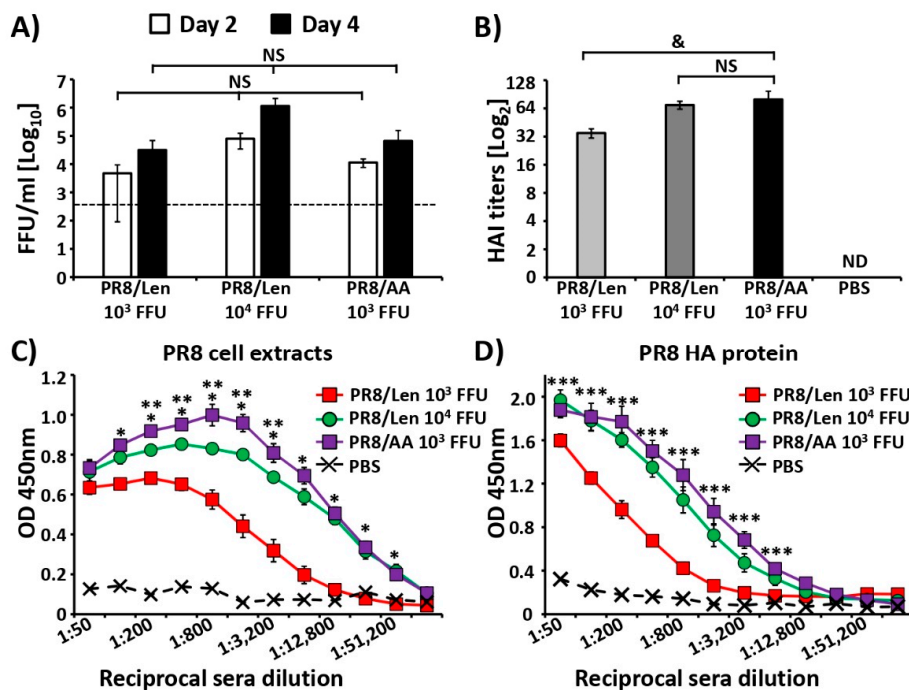 A)
Day 2
Day 4
NS
NS
7
6
5
4
3
2
1
0
FFU/ml [Log10]
PR8/Len
10³ FFU
PR8/Len
10⁴ FFU
PR8/AA
10³ FFU
B)
&
NS
128
64
32
16
8
4
2
0
HAI titers [Log2]
ND
PR8/Len
10³ FFU
PR8/Len
10⁴ FFU
PR8/AA
10³ FFU
PBS
C)
PR8 cell extracts
1.2
1.0
0.8
0.6
0.4
0.2
0
OD 450nm
* ** * ** * ** * ** * ** * * * * *
PR8/Len 10³ FFU
PR8/Len 10⁴ FFU
PR8/AA 10³ FFU
PBS
1:50
1:200
1:800
1:3,200
1:12,800
1:51,200
Reciprocal sera dilution
D)
PR8 HA protein
2.0
1.6
1.2
0.8
0.4
0
OD 450nm
*** *** *** *** *** *** *** ***
PR8/Len 10³ FFU
PR8/Len 10⁴ FFU
PR8/AA 10³ FFU
PBS
1:50
1:200
1:800
1:3,200
1:12,800
1:51,200
Reciprocal sera dilution